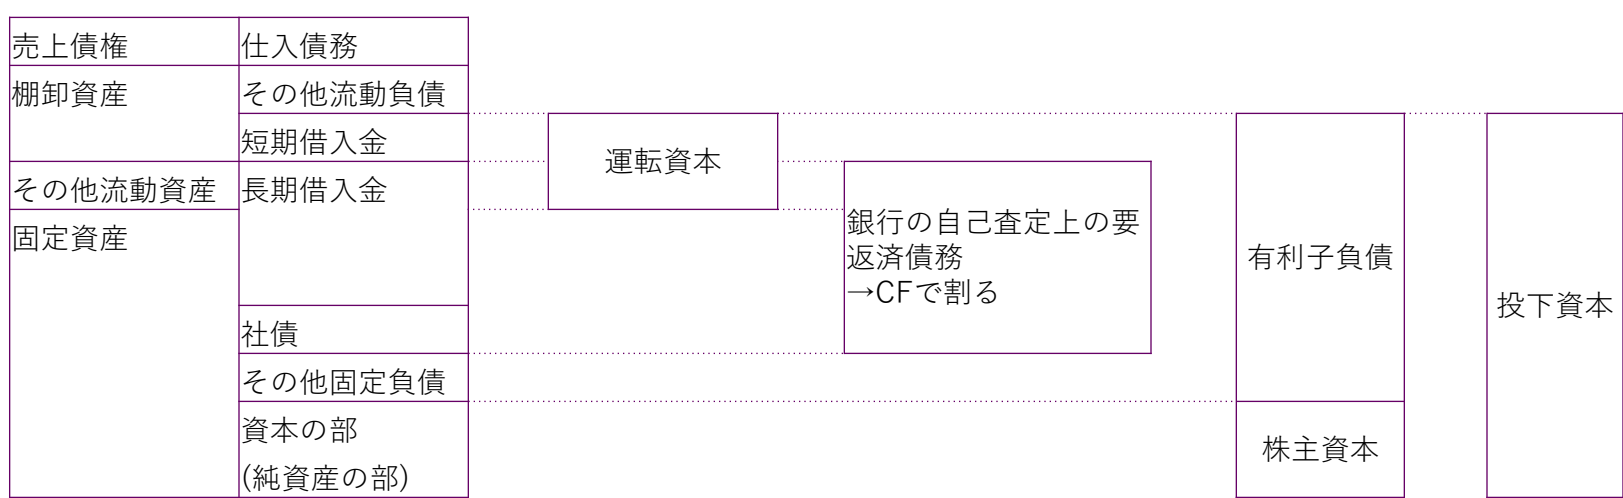 売上債権
仕入債務
棚卸資産
その他流動負債
短期借入金
その他流動資産
長期借入金
固定資産
社債
その他固定負債
資本の部
(純資産の部)
運転資本
銀行の自己査定上の要
返済債務
→CFで割る
有利子負債
株主資本
投下資本